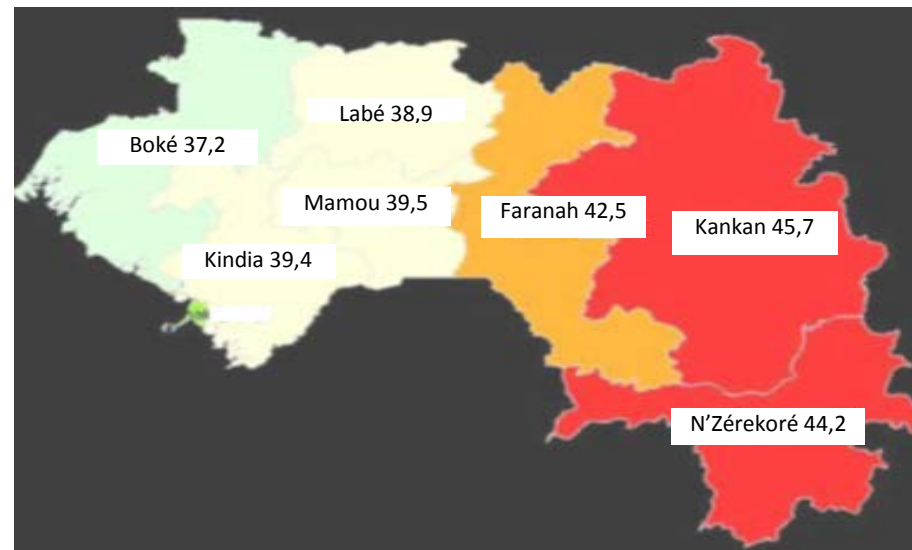 Labé 38,9
Boké 37,2
Mamou 39,5
Faranah 42,5
Kankan 45,7
Kindia 39,4
N’Zérekoré 44,2